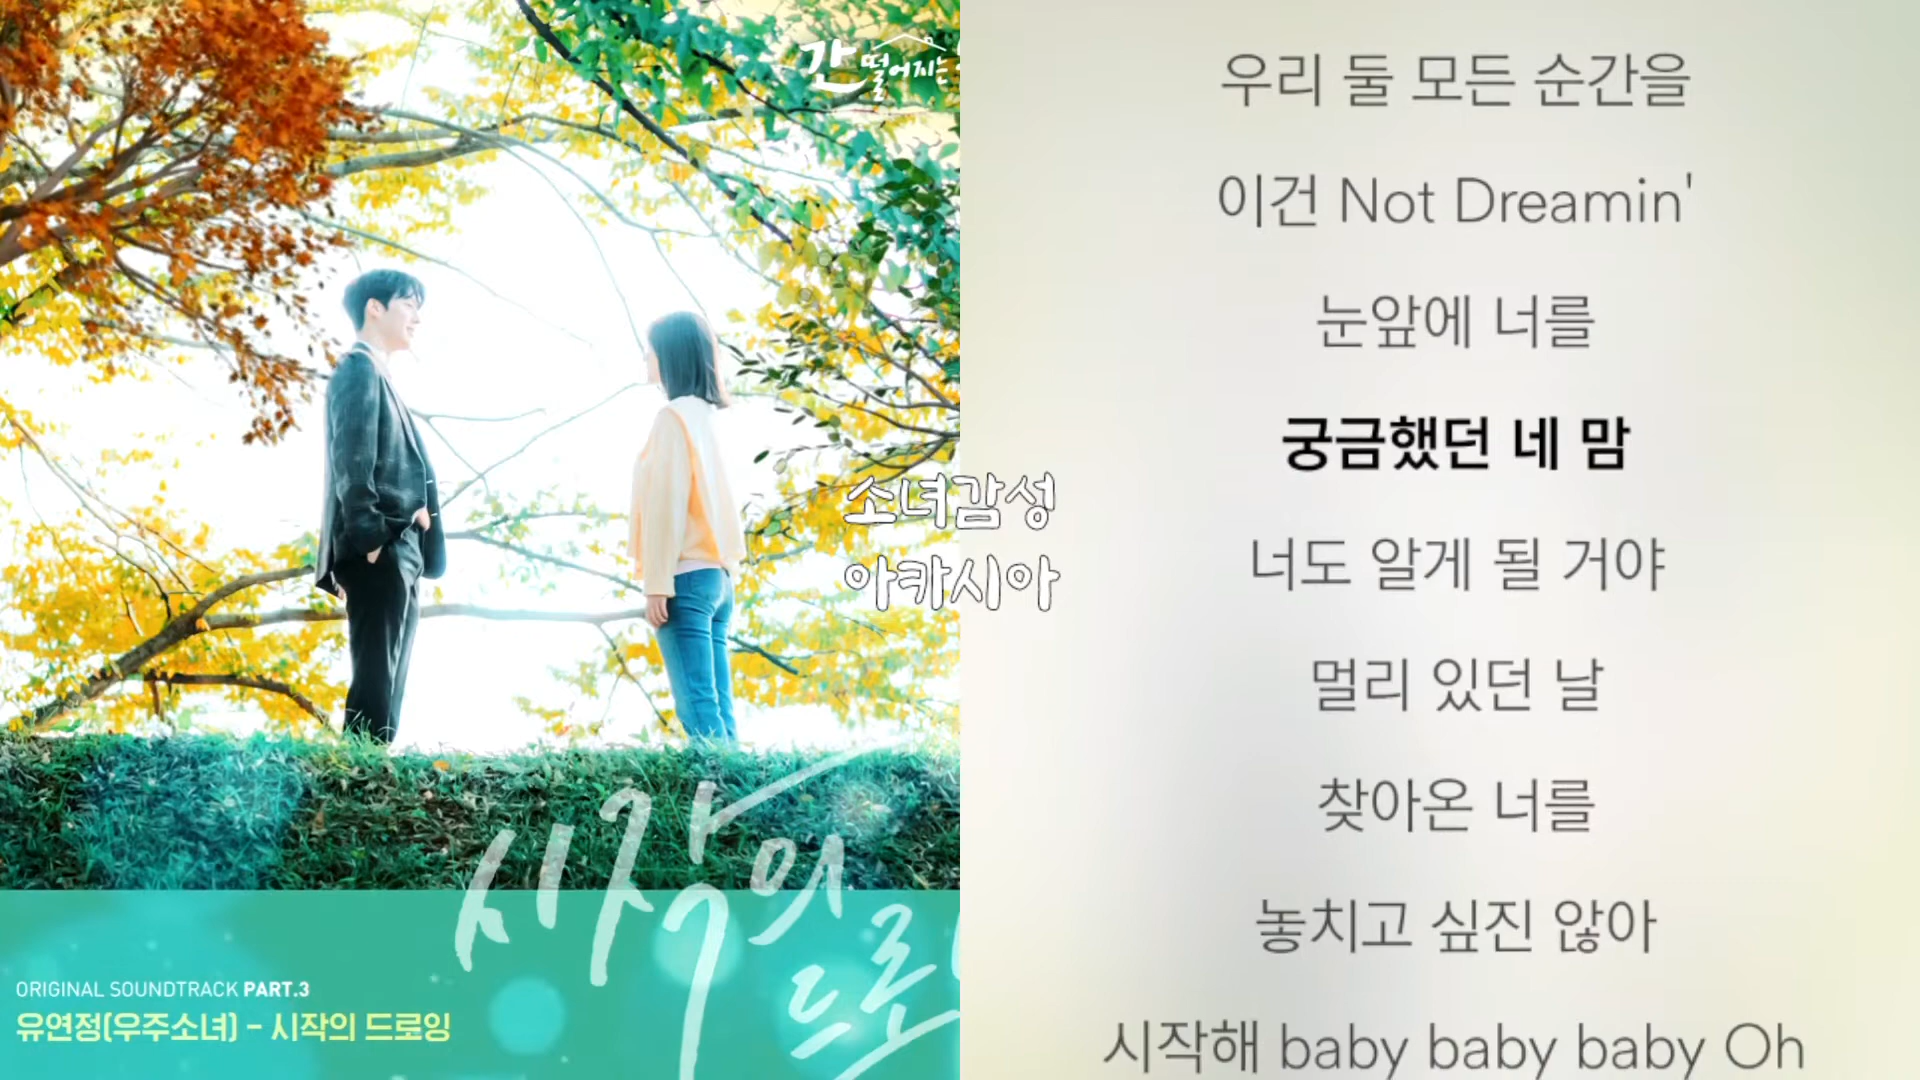 간 떨어지는
소녀감성
아카시아
시작의
ORIGINAL SOUNDTRACK PART.3
유연정(우주소녀) - 시작의 드로잉
우리 둘 모든 순간을
이건 Not Dreamin'
눈앞에 너를
궁금했던 네 맘
너도 알게 될 거야
멀리 있던 날
찾아온 너를
놓치고 싶진 않아
시작해 baby baby baby Oh